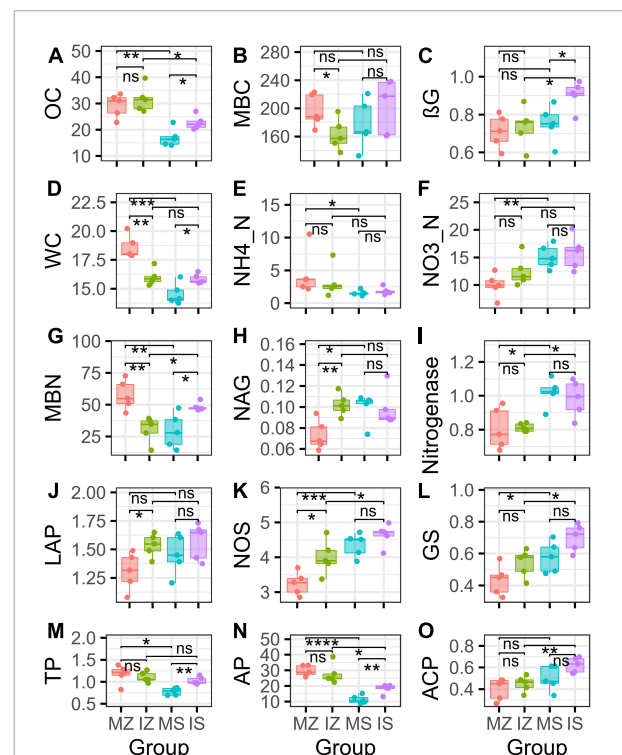 A
OC
50
40
30
20
10
**
*
ns
*
B
MBC
280
240
200
160
ns
ns
*
ns
C
ßG
1.0
0.8
0.6
ns
*
ns
*
D
WC
22.5
20.0
17.5
15.0
***
ns
**
*
E
NH4_N
15
10
5
0
*
ns
ns
ns
F
NO3_N
25
20
15
10
**
ns
ns
ns
G
MBN
100
75
50
25
**
*
**
*
H
NAG
0.16
0.14
0.12
0.10
0.08
0.06
*
ns
**
ns
I
Nitrogenase
1.2
1.0
0.8
*
*
ns
ns
J
LAP
2.00
1.75
1.50
1.25
ns
ns
*
ns
K
NOS
6
5
4
3
***
*
*
ns
L
GS
1.0
0.8
0.6
0.4
*
*
ns
ns
M
TP
2.0
1.5
1.0
0.5
*
ns
ns
**
N
AP
50
40
30
20
10
****
*
ns
**
O
ACP
0.8
0.6
0.4
ns
ns
**
ns
ns
MZ IZ MS IS
MZ IZ MS IS
MZ IZ MS IS
Group
Group
Group